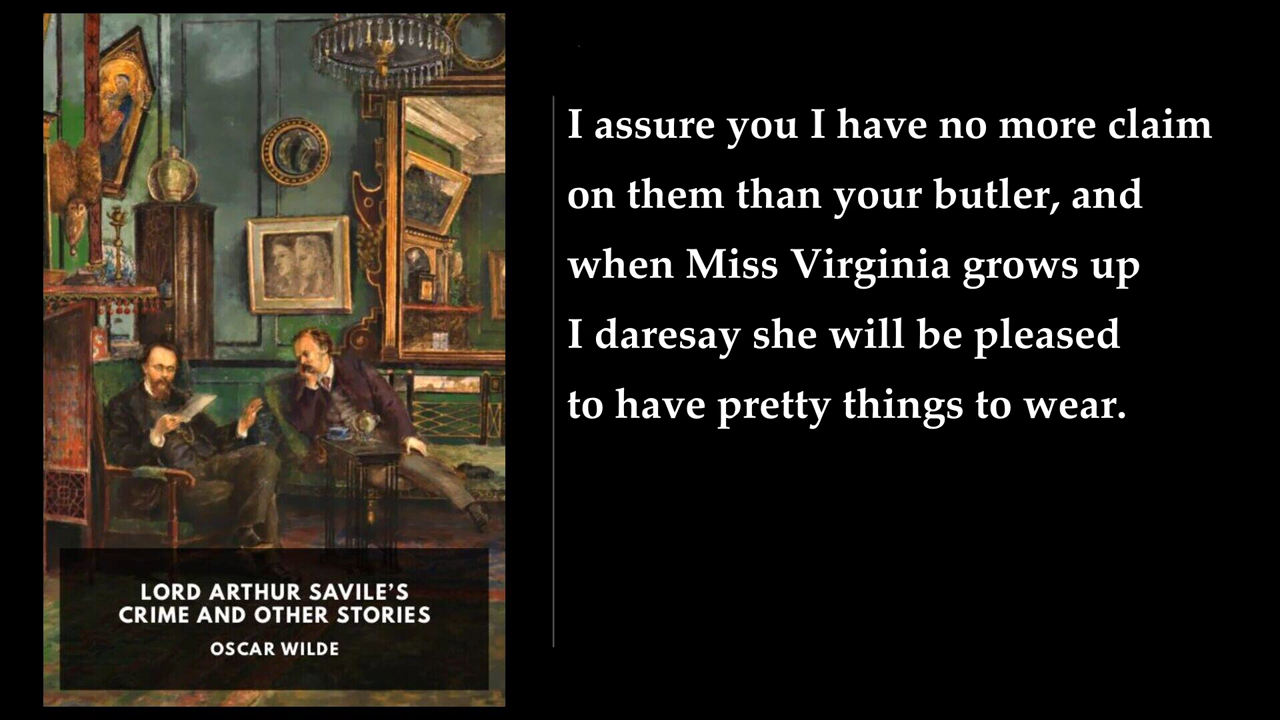 I assure you I have no more claim
on them than your butler, and
when Miss Virginia grows up
I daresay she will be pleased
to have pretty things to wear.
LORD ARTHUR SAVILE’S
CRIME AND OTHER STORIES
OSCAR WILDE